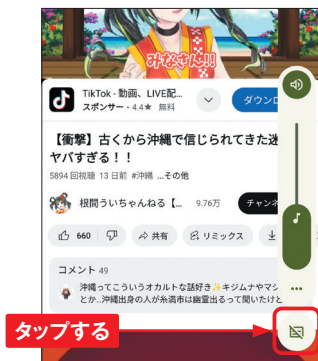 みなさん!!
TikTok - 動画、LIVE配...
スポンサー・4.4★ 無料
ダウンロ
【衝撃】古くから沖縄で信じられてきた迷
ヤバすぎる!!
5894 回視聴 13 日前 #沖縄 ...その他
根間ういちゃんねる【... 9.76万
チャンネ
660
共有
リミックス
コメント 49
沖縄ってこういうオカルトな話好き✨キジムナやマジ
とか…沖縄出身の人が糸満市は幽霊出るって聞いたけと
タップする